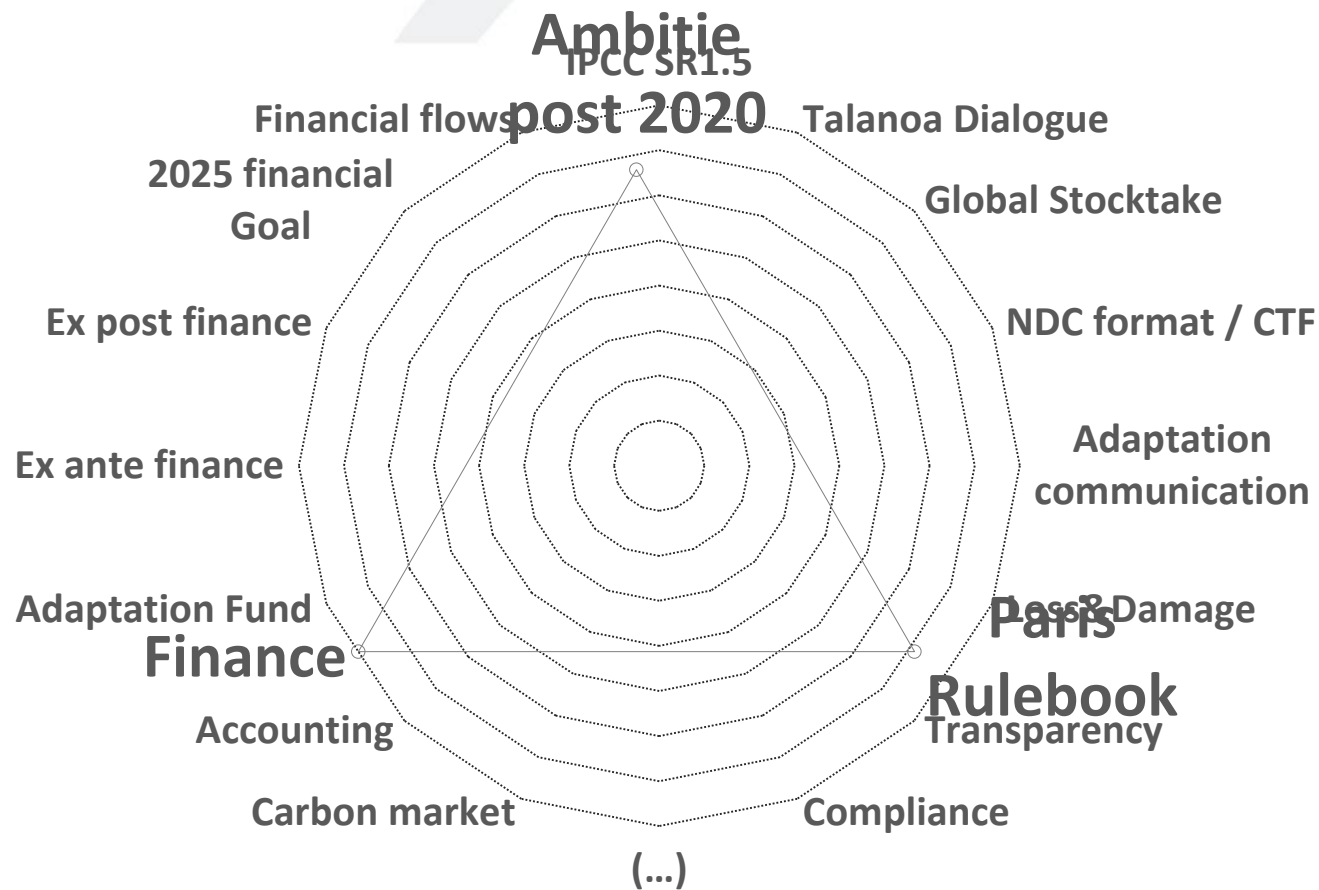 Ambitie
post 2020
IPCC SR1.5
Talanoa Dialogue
Global Stocktake
NDC format / CTF
Adaptation
communication
Loss&Damage
Paris
Rulebook
Transparency
Compliance
(...)
Carbon market
Accounting
Finance
Adaptation Fund
Ex ante finance
Ex post finance
2025 financial
Goal
Financial flows